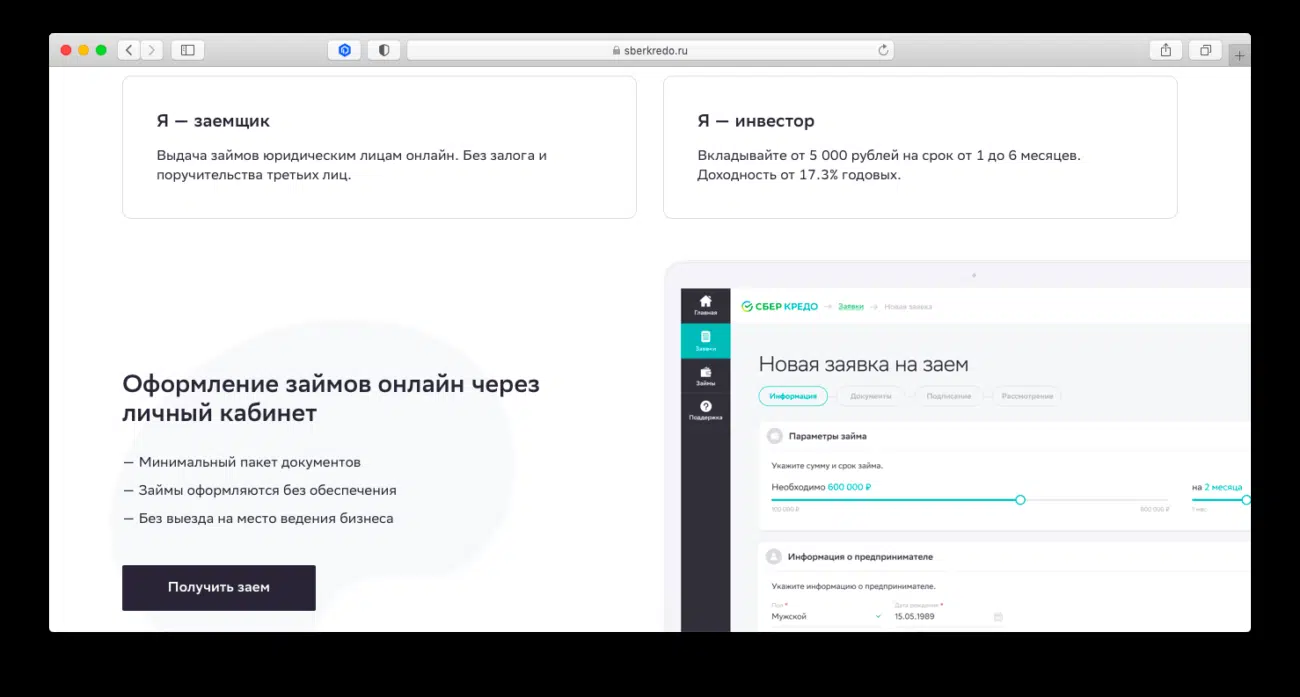 sberkredo.ru
Я — заемщик
Выдача займов юридическим лицам онлайн. Без залога и
поручительства третьих лиц.
Я — инвестор
Вкладывайте от 5 000 рублей на срок от 1 до 6 месяцев.
Доходность от 17.3% годовых.
Оформление займов онлайн через
личный кабинет
— Минимальный пакет документов
— Займы оформляются без обеспечения
— Без выезда на место ведения бизнеса
Получить заем
Главная
Заявки
Займы
Поддержка
СБЕР КРЕДО → Заявки → Новая заявка
Новая заявка на заем
Информация Документы Подписание Рассмотрение
Параметры займа
Укажите сумму и срок займа.
Необходимо 600 000 ₽ на 2 месяца
100 000 ₽ 1 мес
Информация о предпринимателе
Укажите информацию о предпринимателе.
Пол * Дата рождения *
Мужской 15.05.1989